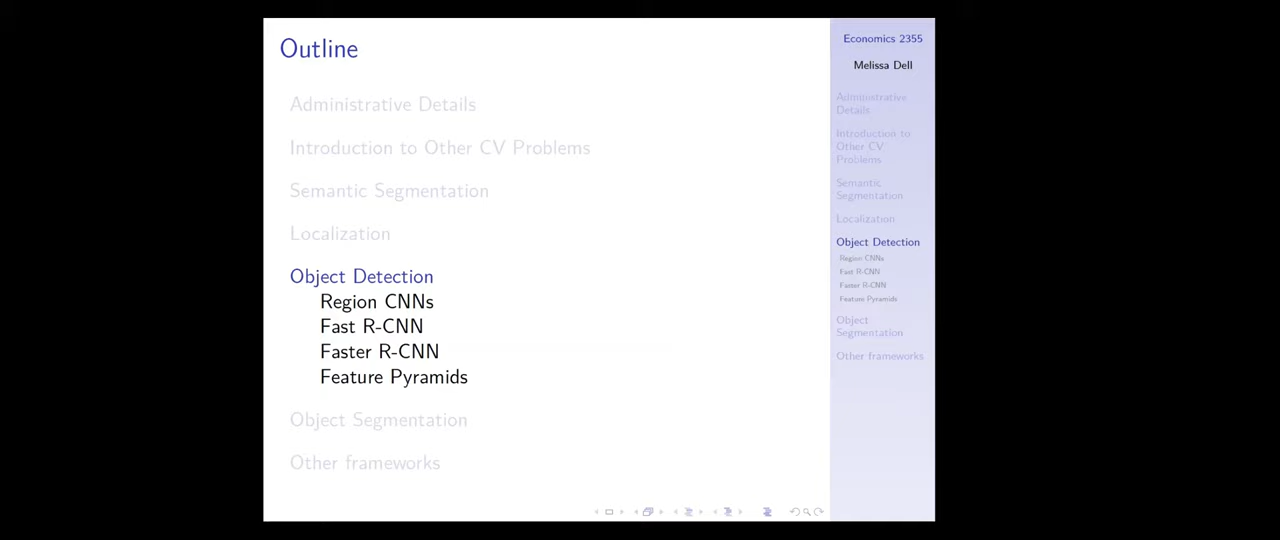 Outline
Administrative Details
Introduction to Other CV Problems
Semantic Segmentation
Localization
Object Detection
Region CNNs
Fast R-CNN
Faster R-CNN
Feature Pyramids
Object Segmentation
Other frameworks
Economics 2355
Melissa Dell
Administrative
Details
Introduction to
Other CV
Problems
Semantic
Segmentation
Localization
Object Detection
Region CNNs
Fast R-CNN
Faster R-CNN
Feature Pyramids
Object
Segmentation
Other frameworks